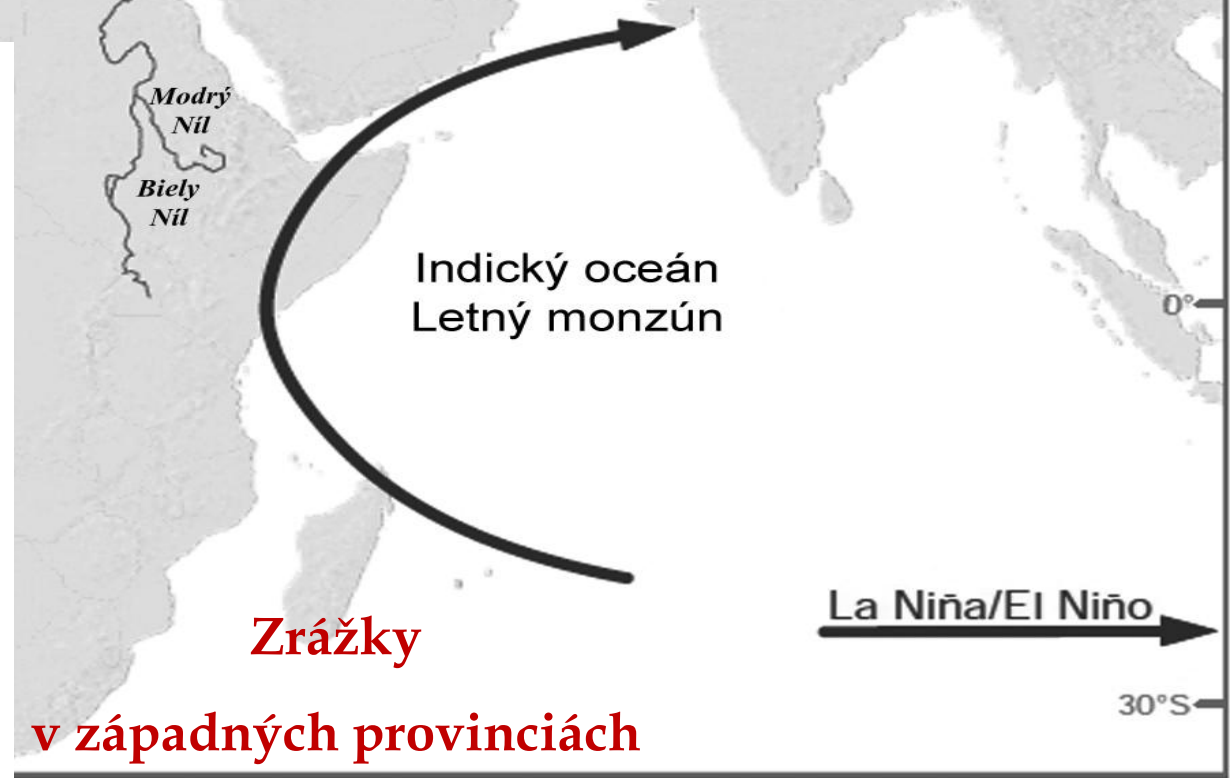 Modrý
Níl
Biely
Níl
Indický oceán
Letný monzún
0°
La Niña/El Niño
30°S
Zrážky
v západných provinciách